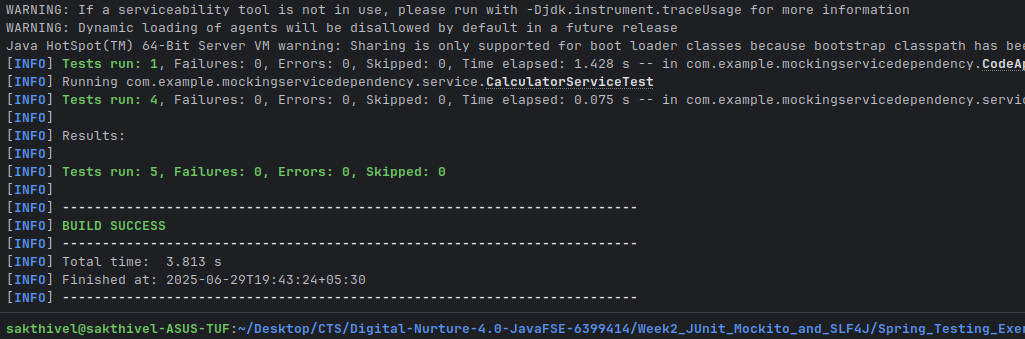 WARNING: If a serviceability tool is not in use, please run with -Djdk.instrument.traceUsage for more information
WARNING: Dynamic loading of agents will be disallowed by default in a future release
Java HotSpot(TM) 64-Bit Server VM warning: Sharing is only supported for boot loader classes because bootstrap classpath has bee
[INFO] Tests run: 1, Failures: 0, Errors: 0, Skipped: 0, Time elapsed: 1.428 s -- in com.example.mockingservicedependency.CodeAp
[INFO] Running com.example.mockingservicedependency.service.CalculatorServiceTest
[INFO] Tests run: 4, Failures: 0, Errors: 0, Skipped: 0, Time elapsed: 0.075 s -- in com.example.mockingservicedependency.servic
[INFO]
[INFO] Results:
[INFO]
[INFO] Tests run: 5, Failures: 0, Errors: 0, Skipped: 0
[INFO]
[INFO] ------------------------------------------------------------------------
[INFO] BUILD SUCCESS
[INFO] ------------------------------------------------------------------------
[INFO] Total time:  3.813 s
[INFO] Finished at: 2025-06-29T19:43:24+05:30
[INFO] ------------------------------------------------------------------------
sakthivel@sakthivel-ASUS-TUF:~/Desktop/CTS/Digital-Nurture-4.0-JavaFSE-6399414/Week2_JUnit_Mockito_and_SLF4J/Spring_Testing_Exer